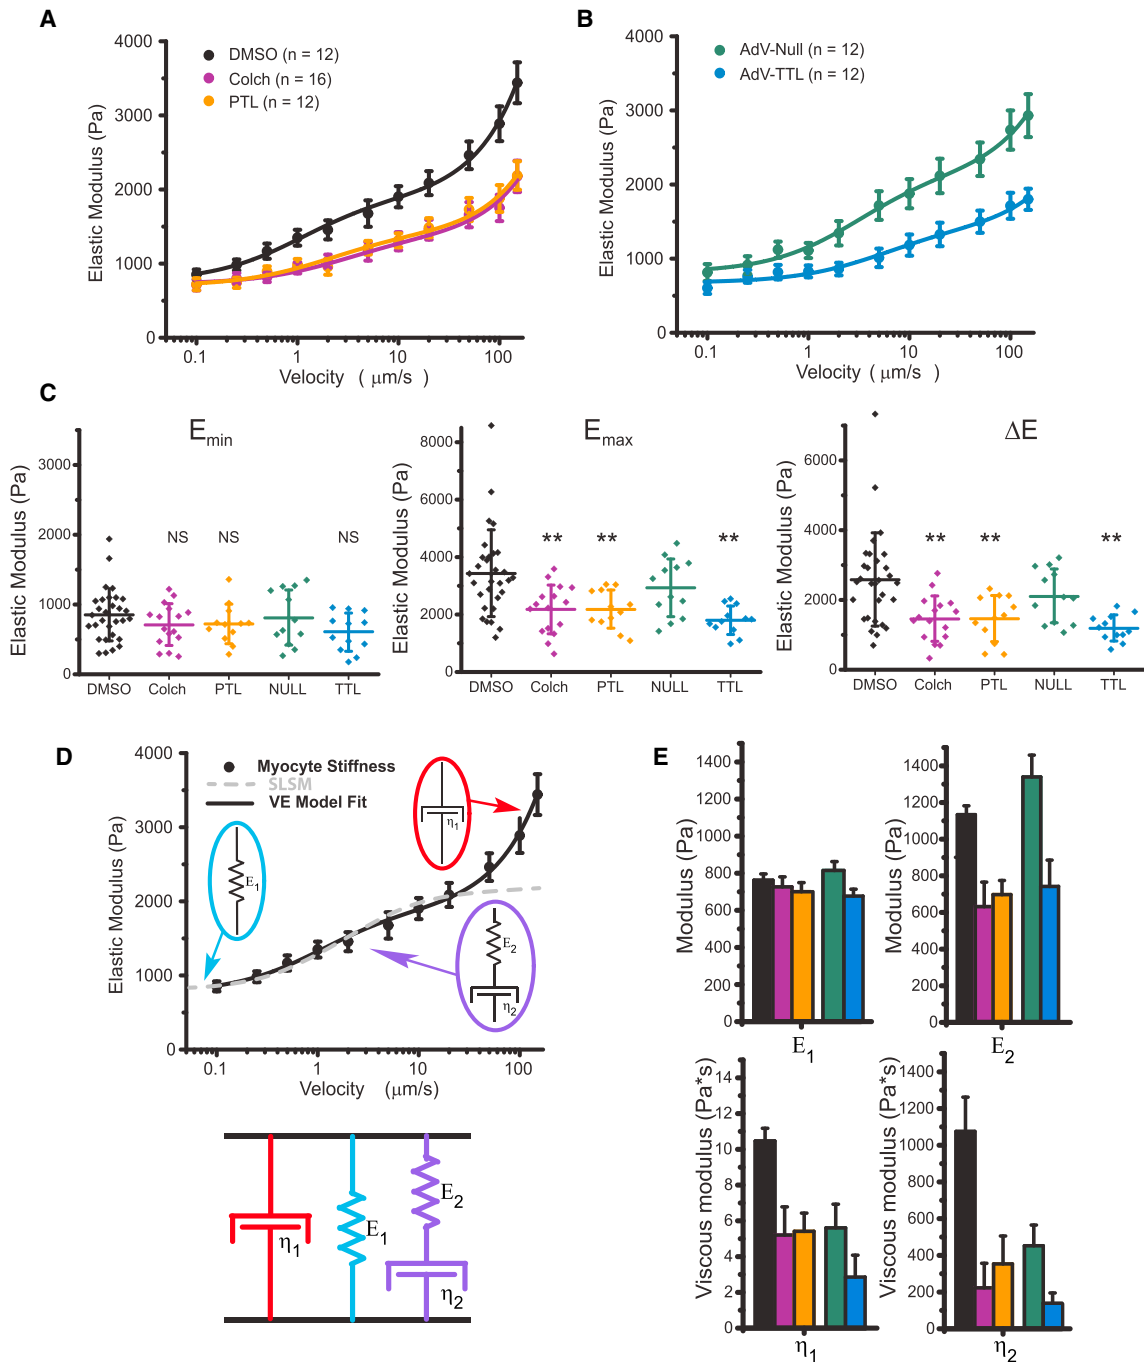 A
4000
3000
2000
1000
0
Elastic Modulus (Pa)
DMSO (n = 12)
Colch (n = 16)
PTL (n = 12)
0.1
1
10
100
Velocity ( μm/s )
B
4000
3000
2000
1000
0
Elastic Modulus (Pa)
AdV-Null (n = 12)
AdV-TTL (n = 12)
0.1
1
10
100
Velocity ( μm/s )
C
Emin
3000
2000
1000
0
Elastic Modulus (Pa)
NS
NS
NS
DMSO
Colch
PTL
NULL
TTL
Emax
8000
6000
4000
2000
0
Elastic Modulus (Pa)
**
**
**
DMSO
Colch
PTL
NULL
TTL
ΔE
6000
4000
2000
0
Elastic Modulus (Pa)
**
**
**
DMSO
Colch
PTL
NULL
TTL
D
4000
3000
2000
1000
0
Elastic Modulus (Pa)
Myocyte Stiffness
SLSM
VE Model Fit
E1
η1
E2
η2
0.1
1
10
100
Velocity (μm/s)
η1
E1
E2
η2
E
1400
1200
1000
800
600
400
200
0
Modulus (Pa)
E1
1400
1200
1000
800
600
400
200
0
Modulus (Pa)
E2
14
12
10
8
6
4
2
0
Viscous modulus (Pa*s)
η1
1400
1200
1000
800
600
400
200
0
Viscous modulus (Pa*s)
η2